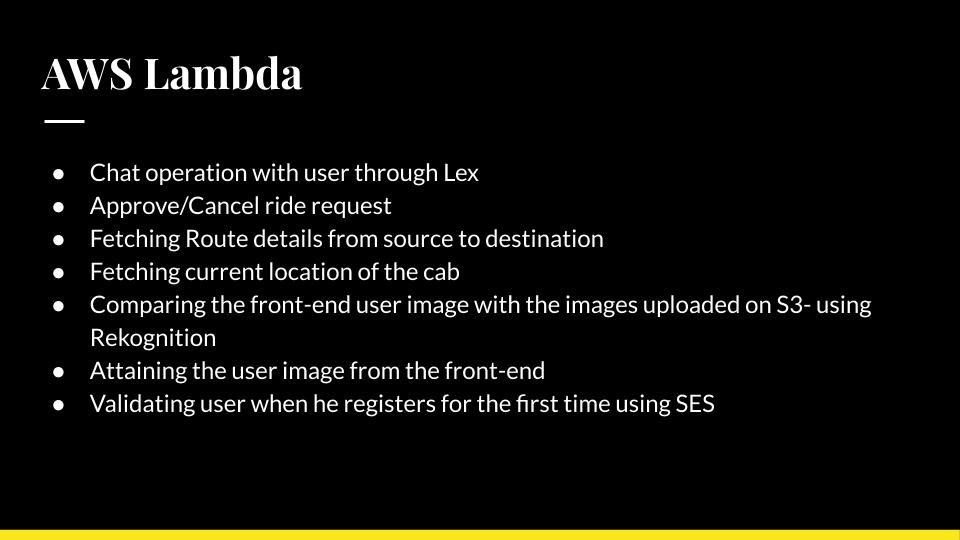 AWS Lambda
● Chat operation with user through Lex
● Approve/Cancel ride request
● Fetching Route details from source to destination
● Fetching current location of the cab
● Comparing the front-end user image with the images uploaded on S3- using
Rekognition
● Attaining the user image from the front-end
● Validating user when he registers for the first time using SES